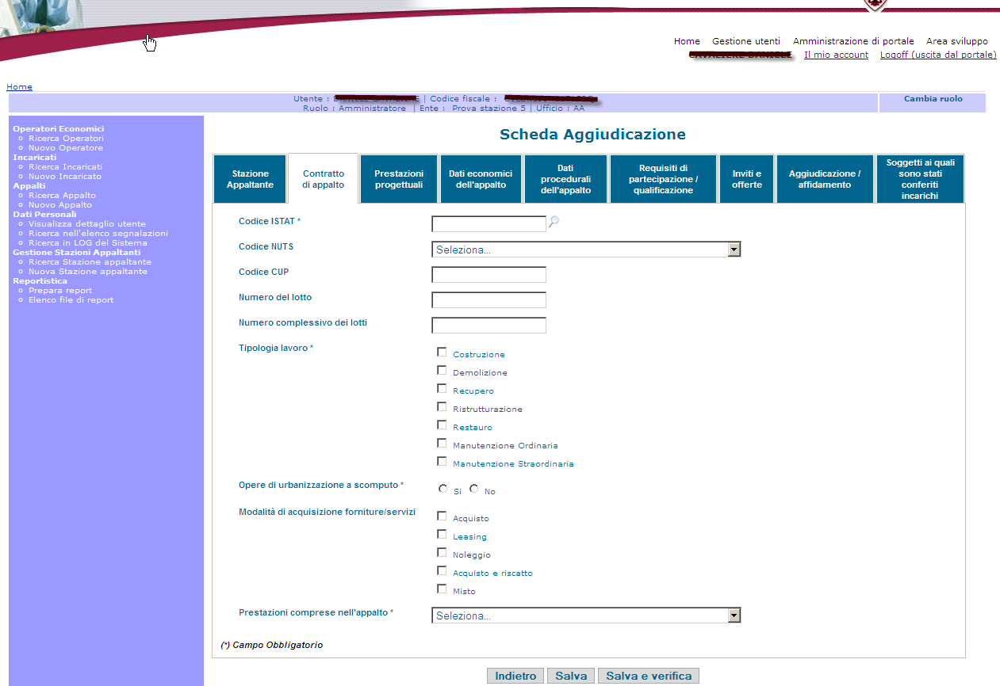 Home Gestione utenti Amministrazione di portale Area sviluppo
Il mio account Logoff (uscita dal portale)
Home
Utente : | Codice fiscale :
Ruolo : Amministratore | Ente : Prova stazione 5 | Ufficio : AA
Cambia ruolo
Operatori Economici
Ricerca Operatori
Nuovo Operatore
Incaricati
Ricerca Incaricati
Nuovo Incaricato
Appalti
Ricerca Appalto
Nuovo Appalto
Dati Personali
Visualizza dettaglio utente
Ricerca nell'elenco segnalazioni
Ricerca in LOG del Sistema
Gestione Stazioni Appaltanti
Ricerca Stazione appaltante
Nuova Stazione appaltante
Reportistica
Prepara report
Elenco file di report
Scheda Aggiudicazione
Stazione
Appaltante
Contratto
di appalto
Prestazioni
progettuali
Dati economici
dell'appalto
Dati
procedurali
dell'appalto
Requisiti di
partecipazione /
qualificazione
Inviti e
offerte
Aggiudicazione /
affidamento
Soggetti ai quali
sono stati
conferiti
incarichi
Codice ISTAT *
Codice NUTS Seleziona...
Codice CUP
Numero del lotto
Numero complessivo dei lotti
Tipologia lavoro *
Costruzione
Demolizione
Recupero
Ristrutturazione
Restauro
Manutenzione Ordinaria
Manutenzione Straordinaria
Opere di urbanizzazione a scomputo * Si No
Modalità di acquisizione forniture/servizi
Acquisto
Leasing
Noleggio
Acquisto e riscatto
Misto
Prestazioni comprese nell'appalto * Seleziona...
(*) Campo Obbligatorio
Indietro Salva Salva e verifica